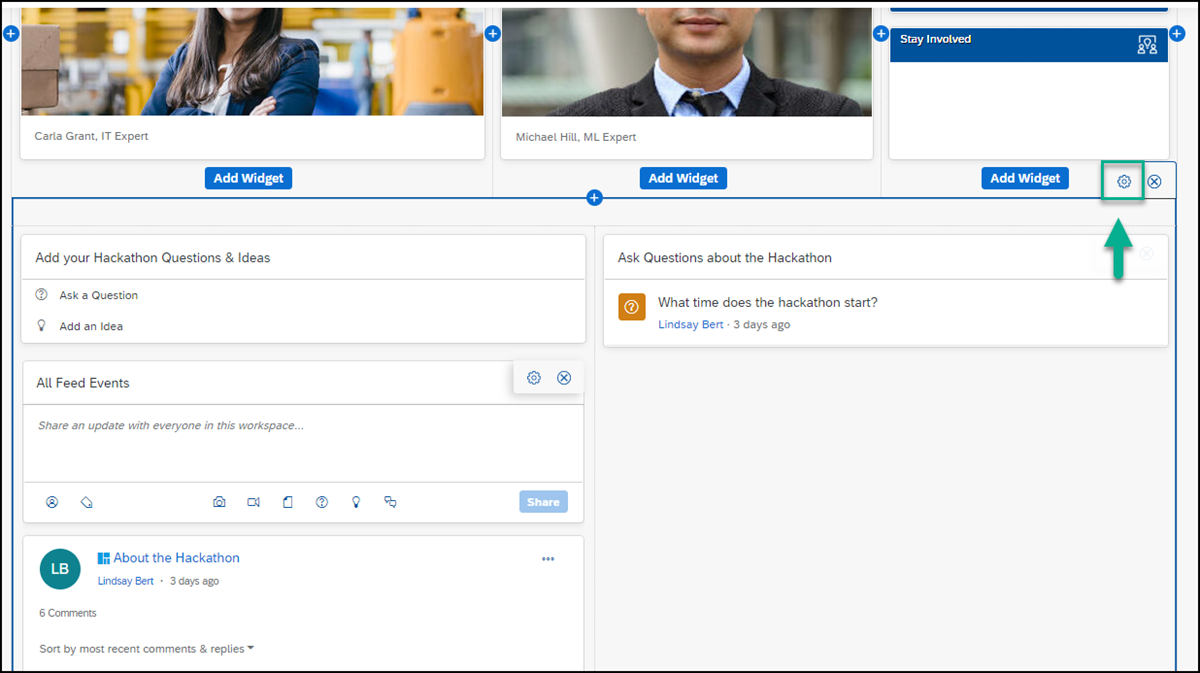 Stay Involved
Carla Grant, IT Expert
Michael Hill, ML Expert
Add Widget
Add Widget
Add Widget
Add your Hackathon Questions & Ideas
Ask a Question
Add an Idea
Ask Questions about the Hackathon
What time does the hackathon start?
Lindsay Bert · 3 days ago
All Feed Events
Share an update with everyone in this workspace...
Share
LB
About the Hackathon
Lindsay Bert · 3 days ago
6 Comments
Sort by most recent comments & replies